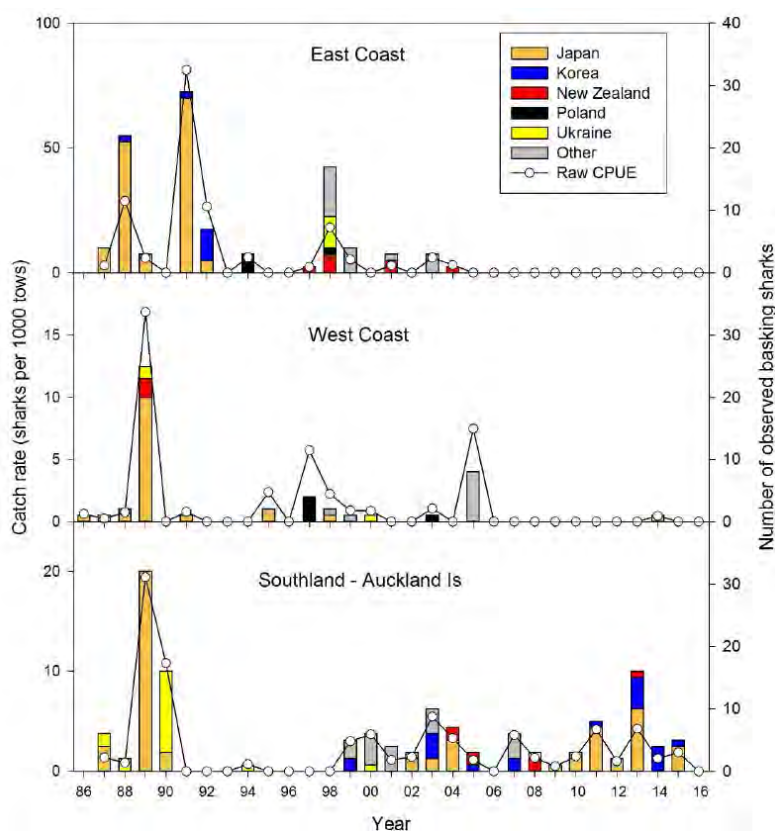 100
50
0
East Coast
Japan
Korea
New Zealand
Poland
Ukraine
Other
Raw CPUE
40
30
20
10
0
15
10
5
0
West Coast
30
20
10
0
20
10
0
Southland - Auckland Is
30
20
10
0
Catch rate (sharks per 1000 tows)
Number of observed basking sharks
86 88 90 92 94 96 98 00 02 04 06 08 10 12 14 16
Year